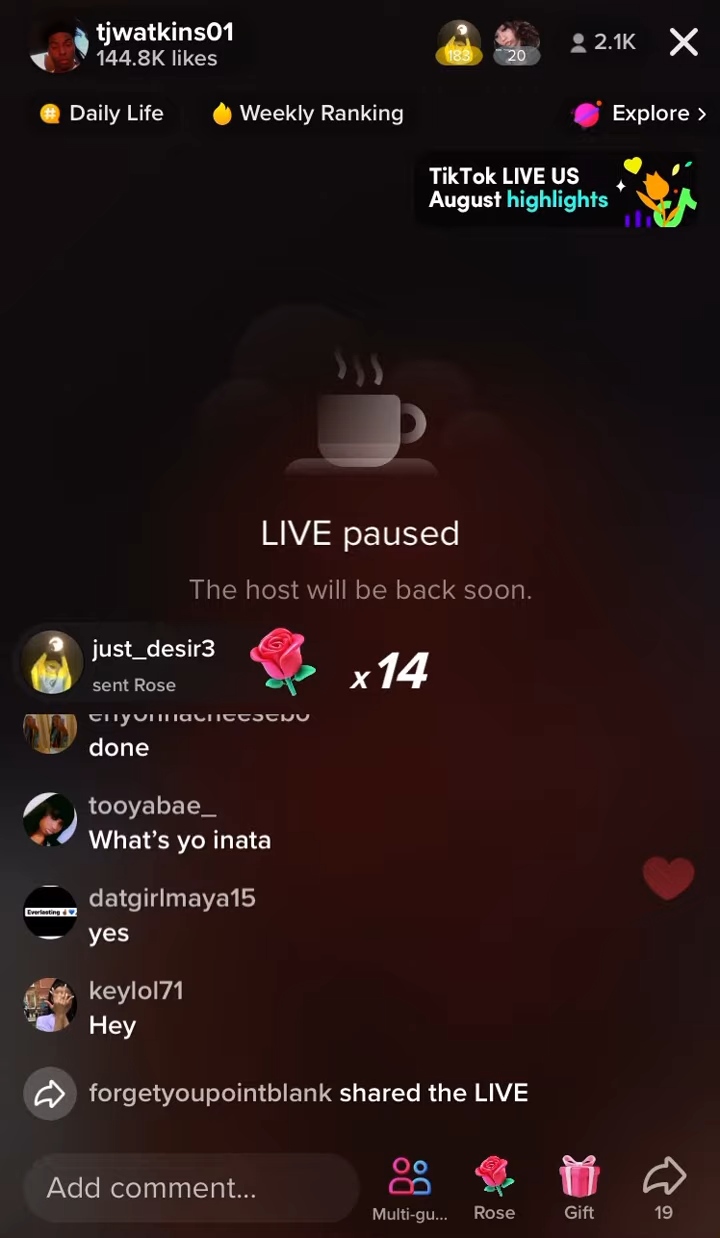 tjwatkins01
144.8K likes
183
20
2.1K
Daily Life
Weekly Ranking
Explore >
TikTok LIVE US
August highlights
LIVE paused
The host will be back soon.
just_desir3
sent Rose
x14
done
tooyabae_
What's yo inata
datgirlmaya15
Everlasting
yes
keylol71
Hey
forgetyoupointblank shared the LIVE
Add comment...
Multi-gu...
Rose
Gift
19